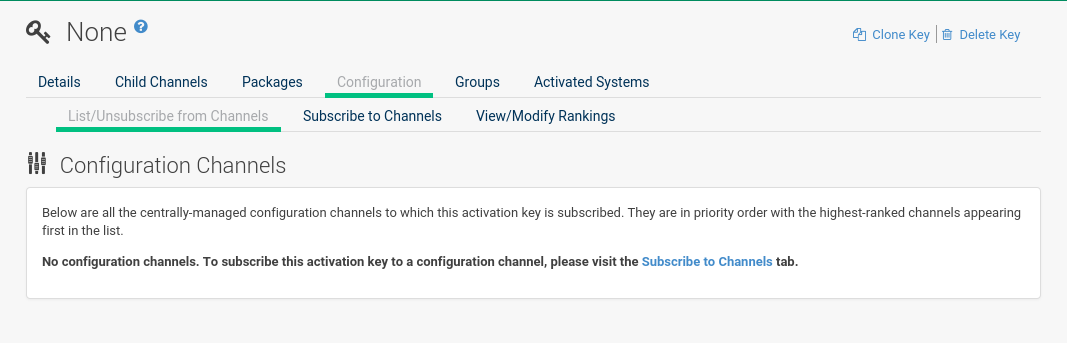 None ?
Clone Key | Delete Key
Details Child Channels Packages Configuration Groups Activated Systems
List/Unsubscribe from Channels Subscribe to Channels View/Modify Rankings
Configuration Channels
Below are all the centrally-managed configuration channels to which this activation key is subscribed. They are in priority order with the highest-ranked channels appearing
first in the list.
No configuration channels. To subscribe this activation key to a configuration channel, please visit the Subscribe to Channels tab.